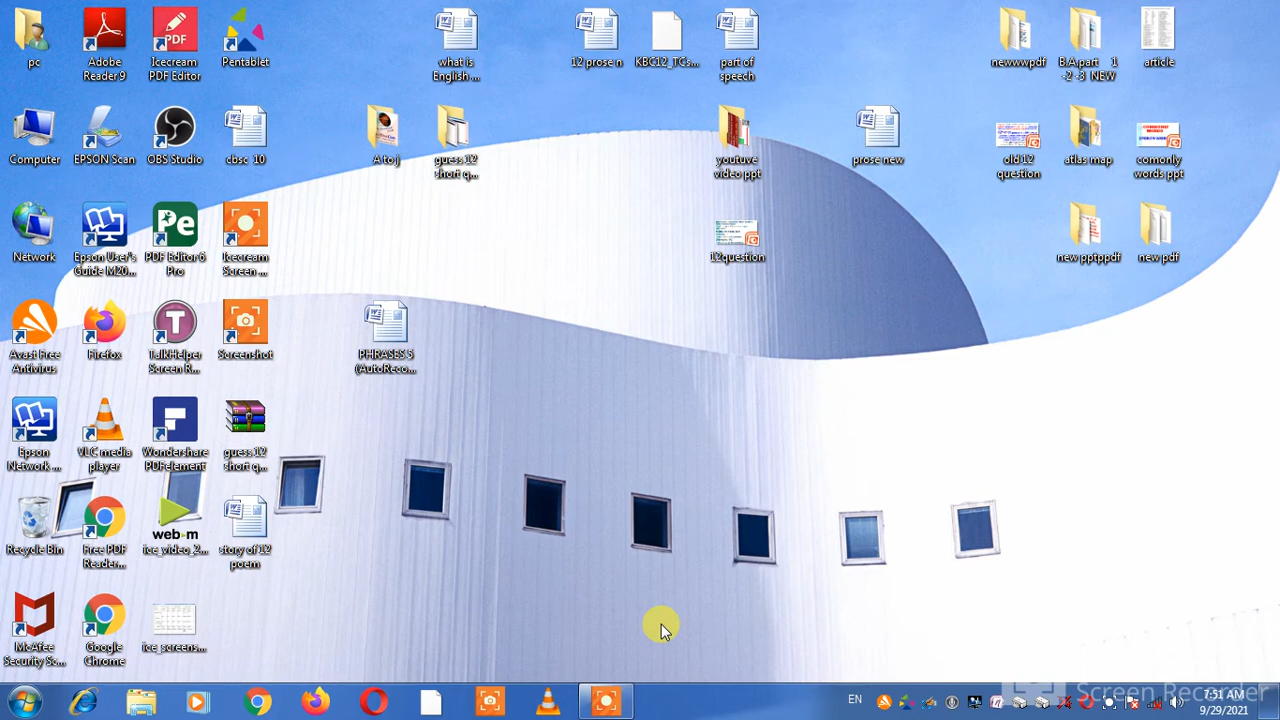 pc
Adobe
Reader 9
Icecream
PDF Editor
Pentablet
what is
English ...
12 prose n
KBC12_TCs...
part of
speech
newwwpdf
B.A.part 1
-2 -3 NEW
article
Computer
EPSON Scan
OBS Studio
cbsc 10
A to j
guess 12
short q...
youtuve
video ppt
prose new
old 12
question
atlas map
comonly
words ppt
Network
Epson User's
Guide M20...
PDF Editor 6
Pro
Icecream
Screen ...
12question
new pptppdf
new pdf
Avast Free
Antivirus
Firefox
TalkHelper
Screen R...
Screenshot
PHRASES 5
(AutoReco...
Epson
Network ...
VLC media
player
Wondershare
PDFelement
guess 12
short q...
Recycle Bin
Free PDF
Reader...
web-m
ice_video_2...
story of 12
poem
McAfee
Security Sc...
Google
Chrome
ice_screens...
EN
Screen Recorder
7:51 AM
9/29/2021